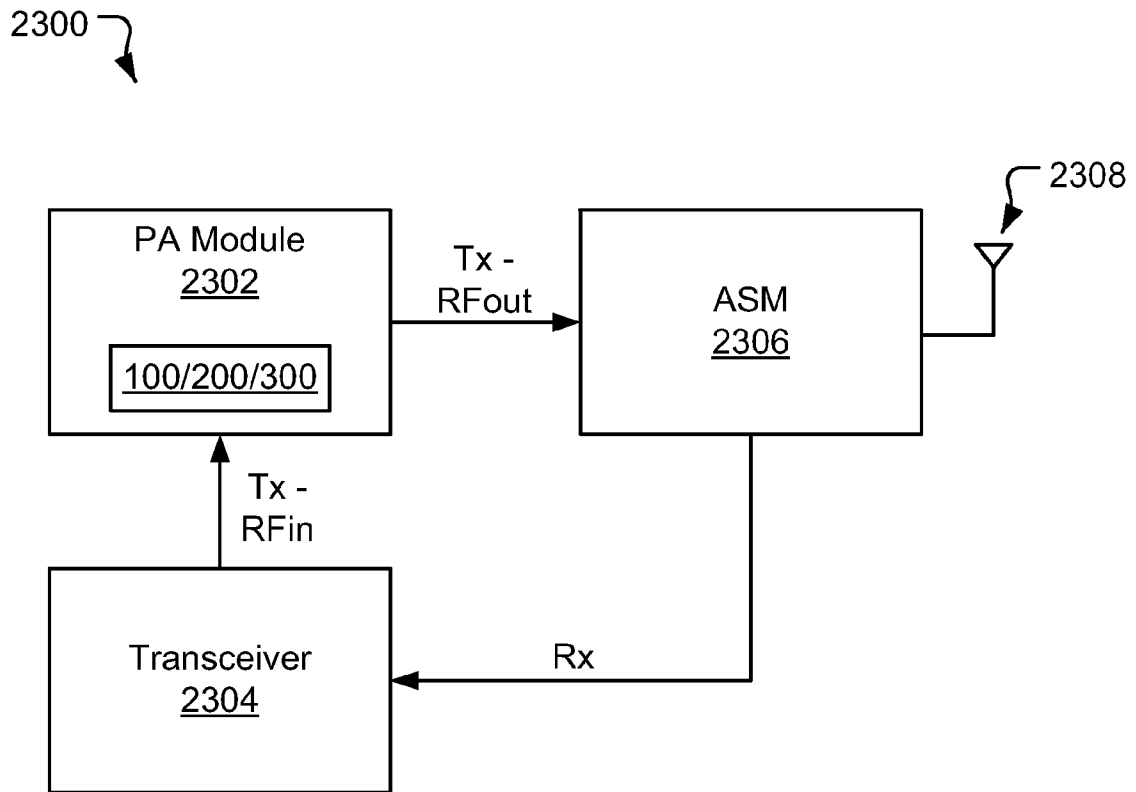 2300
2308
PA Module
2302
100/200/300
Tx -
RFout
ASM
2306
Tx -
RFin
Transceiver
2304
Rx